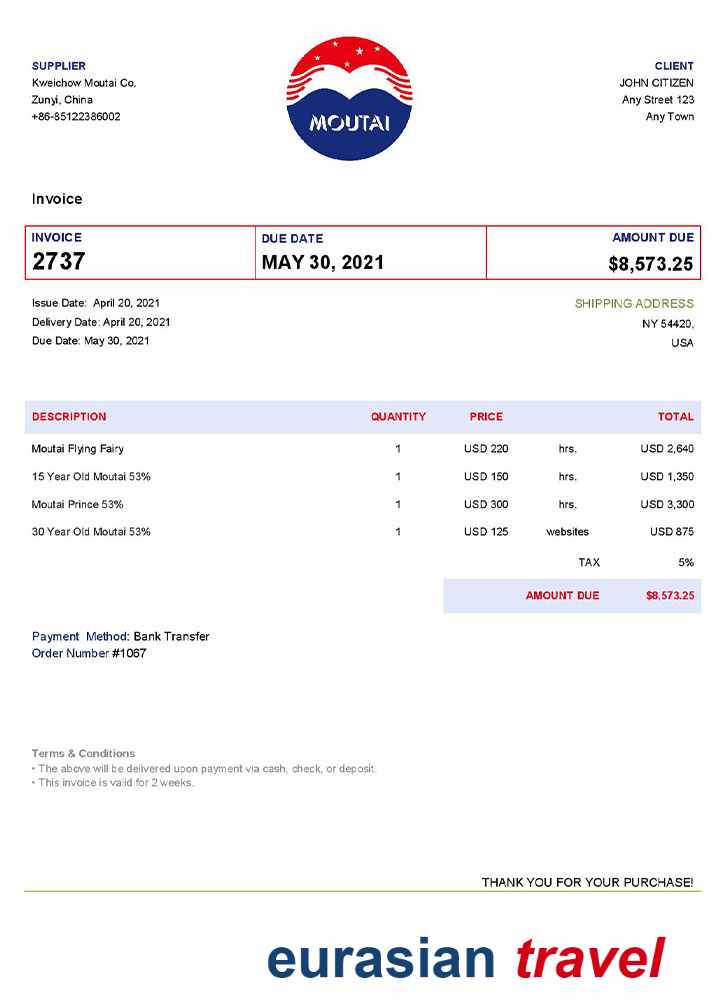 SUPPLIER
Kweichow Moutai Co.
Zunyi, China
+86-85122386002
MOUTAI
CLIENT
JOHN CITIZEN
Any Street 123
Any Town
Invoice
INVOICE
2737
DUE DATE
MAY 30, 2021
AMOUNT DUE
$8,573.25
Issue Date: April 20, 2021
Delivery Date: April 20, 2021
Due Date: May 30, 2021
SHIPPING ADDRESS
NY 54420,
USA
DESCRIPTION QUANTITY PRICE TOTAL
Moutai Flying Fairy 1 USD 220 hrs. USD 2,640
15 Year Old Moutai 53% 1 USD 150 hrs. USD 1,350
Moutai Prince 53% 1 USD 300 hrs. USD 3,300
30 Year Old Moutai 53% 1 USD 125 websites USD 875
TAX 5%
AMOUNT DUE $8,573.25
Payment Method: Bank Transfer
Order Number #1067
Terms & Conditions
• The above will be delivered upon payment via cash, check, or deposit.
• This invoice is valid for 2 weeks.
THANK YOU FOR YOUR PURCHASE!
eurasian travel